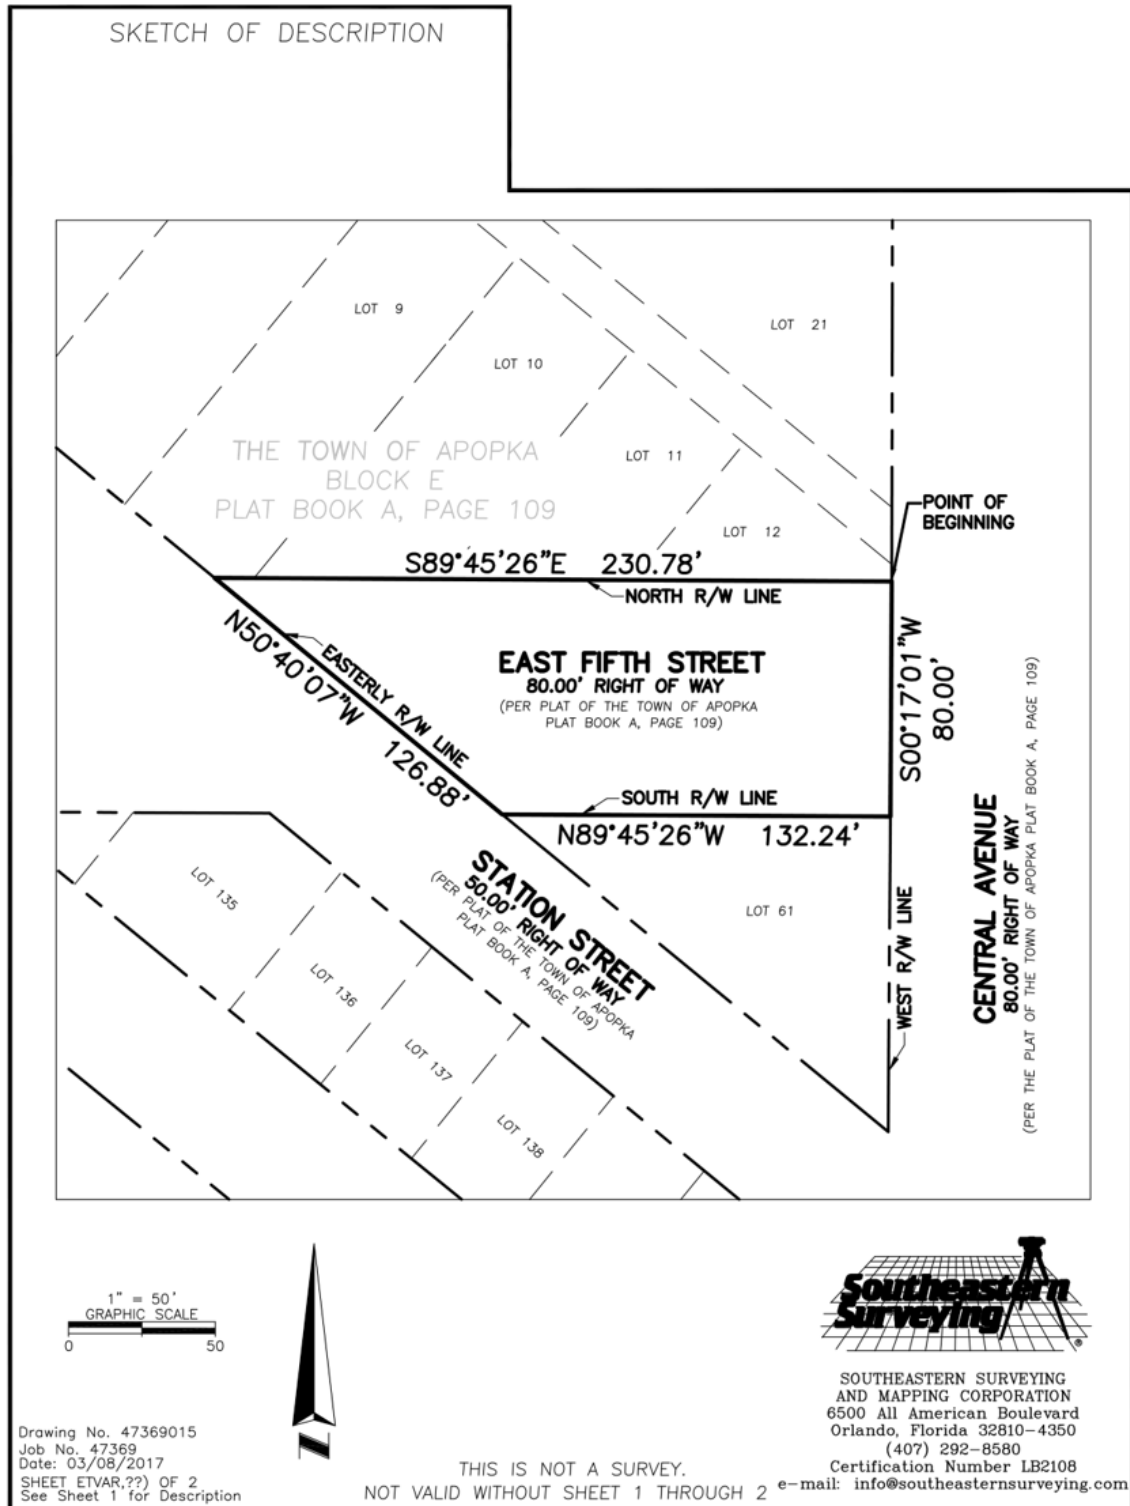 SKETCH OF DESCRIPTION
LOT 9
LOT 21
LOT 10
THE TOWN OF APOPKA
BLOCK E
PLAT BOOK A, PAGE 109
LOT 11
LOT 12
POINT OF
BEGINNING
S89°45'26"E 230.78'
NORTH R/W LINE
N50°40'07"W 126.88'
EASTERLY R/W LINE
EAST FIFTH STREET
80.00' RIGHT OF WAY
(PER PLAT OF THE TOWN OF APOPKA
PLAT BOOK A, PAGE 109)
S00°17'01"W
80.00'
SOUTH R/W LINE
N89°45'26"W 132.24'
CENTRAL AVENUE
80.00' RIGHT OF WAY
(PER THE PLAT OF THE TOWN OF APOPKA PLAT BOOK A, PAGE 109)
WEST R/W LINE
LOT 61
STATION STREET
50.00' RIGHT OF WAY
(PER PLAT OF THE TOWN OF APOPKA
PLAT BOOK A, PAGE 109)
LOT 135
LOT 136
LOT 137
LOT 138
1" = 50'
GRAPHIC SCALE
0 50
N
Southeastern
Surveying
®
SOUTHEASTERN SURVEYING
AND MAPPING CORPORATION
6500 All American Boulevard
Orlando, Florida 32810-4350
(407) 292-8580
Certification Number LB2108
e-mail: info@southeasternsurveying.com
Drawing No. 47369015
Job No. 47369
Date: 03/08/2017
SHEET ETVAR,??) OF 2
See Sheet 1 for Description
THIS IS NOT A SURVEY.
NOT VALID WITHOUT SHEET 1 THROUGH 2